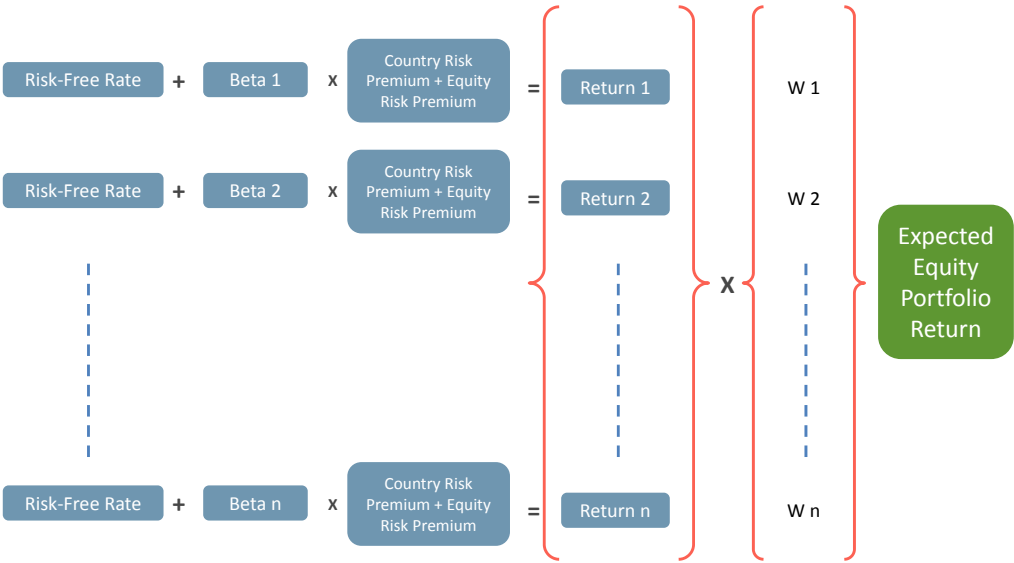 Risk-Free Rate + Beta 1 x Country Risk
Premium + Equity
Risk Premium = Return 1 W 1
Risk-Free Rate + Beta 2 x Country Risk
Premium + Equity
Risk Premium = Return 2 W 2
X
Expected
Equity
Portfolio
Return
Risk-Free Rate + Beta n x Country Risk
Premium + Equity
Risk Premium = Return n W n